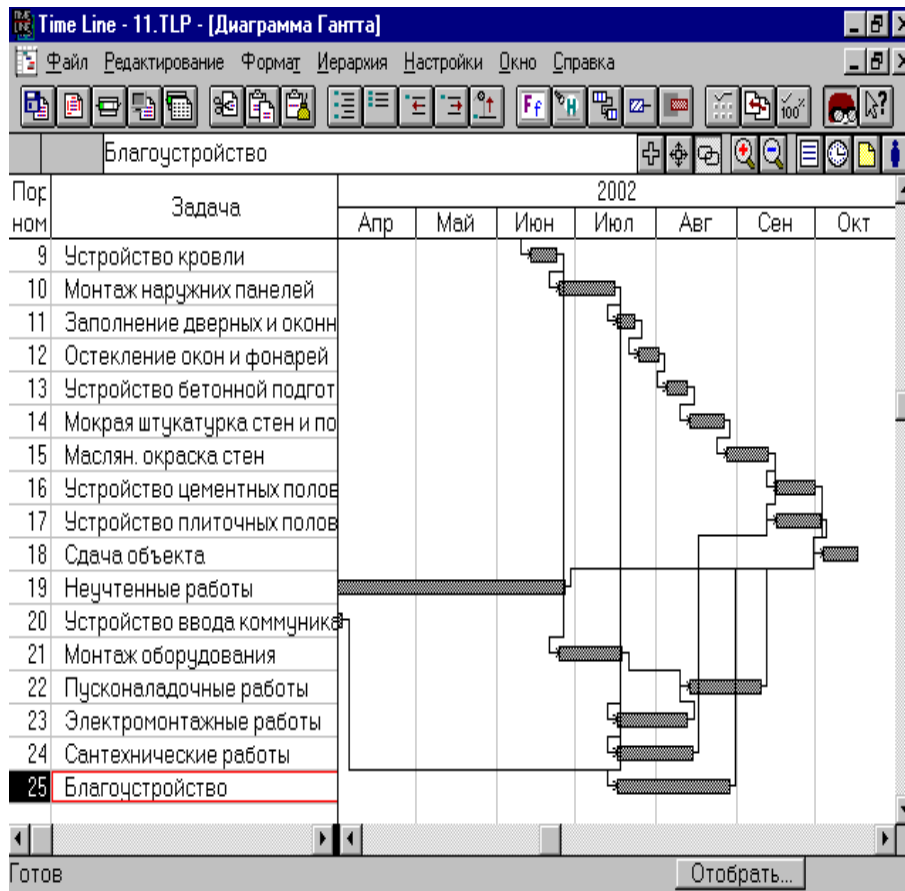 Time Line - 11.TLP - [Диаграмма Гантта]
Файл Редактирование Формат Иерархия Настройки Окно Справка
Благоустройство
Пор ном Задача 2002
Апр Май Июн Июл Авг Сен Окт
9 Устройство кровли
10 Монтаж наружних панелей
11 Заполнение дверных и оконн
12 Остекление окон и фонарей
13 Устройство бетонной подгот
14 Мокрая штукатурка стен и по
15 Маслян. окраска стен
16 Устройство цементных полов
17 Устройство плиточных полов
18 Сдача объекта
19 Неучтенные работы
20 Устройство ввода коммуника
21 Монтаж оборудования
22 Пусконаладочные работы
23 Электромонтажные работы
24 Сантехнические работы
25 Благоустройство
Готов Отобрать...